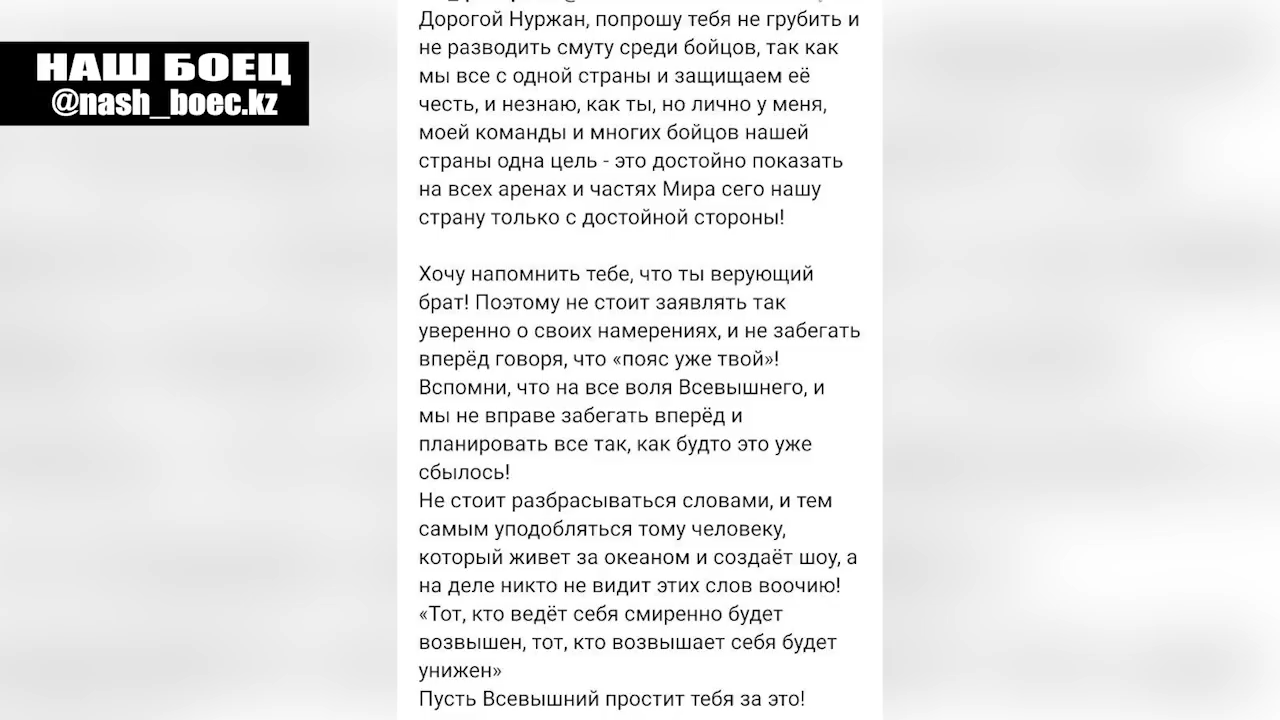 НАШ БОЕЦ
@nash_boec.kz
Дорогой Нуржан, попрошу тебя не грубить и
не разводить смуту среди бойцов, так как
мы все с одной страны и защищаем её
честь, и незнаю, как ты, но лично у меня,
моей команды и многих бойцов нашей
страны одна цель - это достойно показать
на всех аренах и частях Мира сего нашу
страну только с достойной стороны!
Хочу напомнить тебе, что ты верующий
брат! Поэтому не стоит заявлять так
уверенно о своих намерениях, и не забегать
вперёд говоря, что «пояс уже твой»!
Вспомни, что на все воля Всевышнего, и
мы не вправе забегать вперёд и
планировать все так, как будто это уже
сбылось!
Не стоит разбрасываться словами, и тем
самым уподобляться тому человеку,
который живет за океаном и создаёт шоу, а
на деле никто не видит этих слов воочию!
«Тот, кто ведёт себя смиренно будет
возвышен, тот, кто возвышает себя будет
унижен»
Пусть Всевышний простит тебя за это!